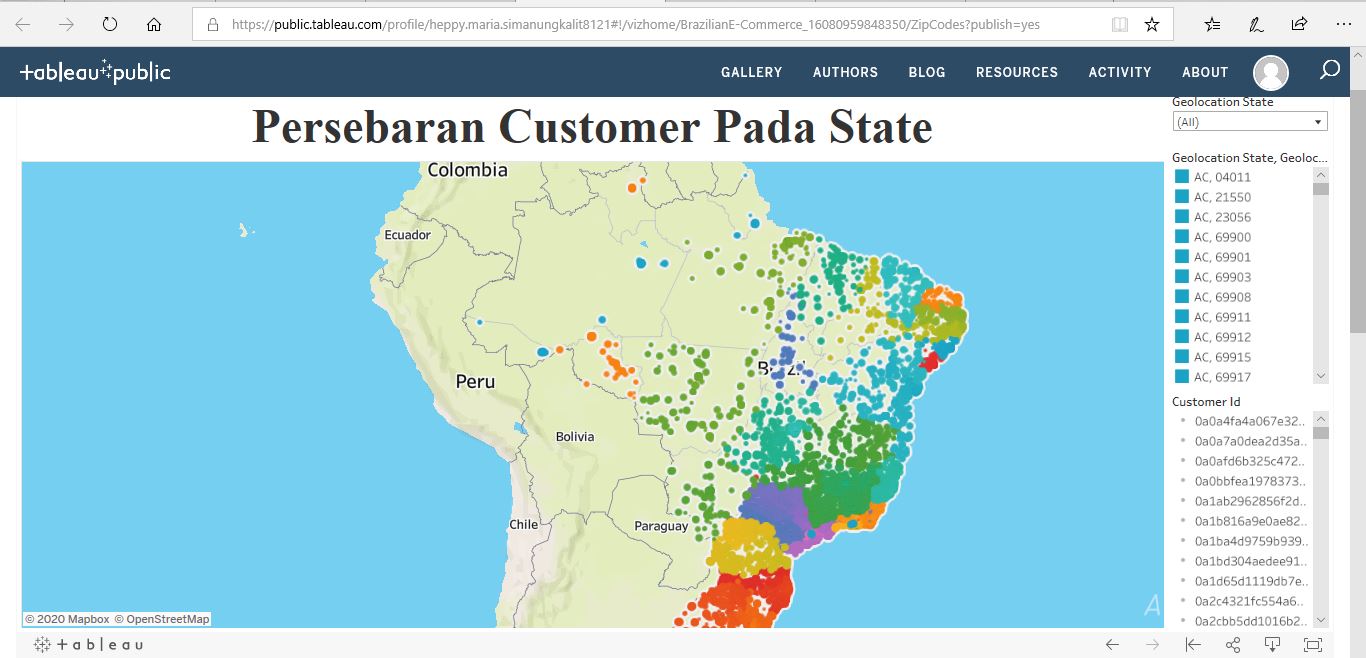 https://public.tableau.com/profile/heppy.maria.simanungkalit8121#!/vizhome/BrazilianE-Commerce_16080959848350/ZipCodes?publish=yes
+ableau public
GALLERY AUTHORS BLOG RESOURCES ACTIVITY ABOUT
Persebaran Customer Pada State
Geolocation State
(All)
Geolocation State, Geoloc...
AC, 04011
AC, 21550
AC, 23056
AC, 69900
AC, 69901
AC, 69903
AC, 69908
AC, 69911
AC, 69912
AC, 69915
AC, 69917
Customer Id
0a0a4fa4a067e32..
0a0a7a0dea2d35a..
0a0afd6b325c472..
0a0bbfea1978373..
0a1ab2962856f2d..
0a1b816a9e0ae82..
0a1ba4d9759b939..
0a1bd304aedee91..
0a1d65d1119db7e..
0a2c4321fc554a6..
0a2cbb5dd1016b2..
Colombia
Ecuador
Peru
Brazil
Bolivia
Chile
Paraguay
A
© 2020 Mapbox © OpenStreetMap
+ableau